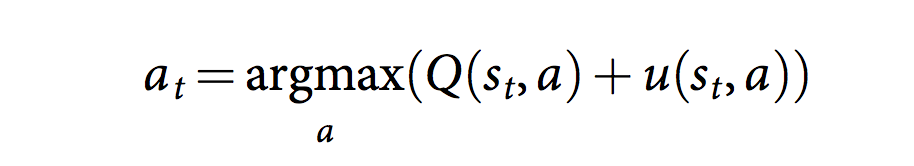 a_t = argmax(Q(s_t, a) + u(s_t, a))
a